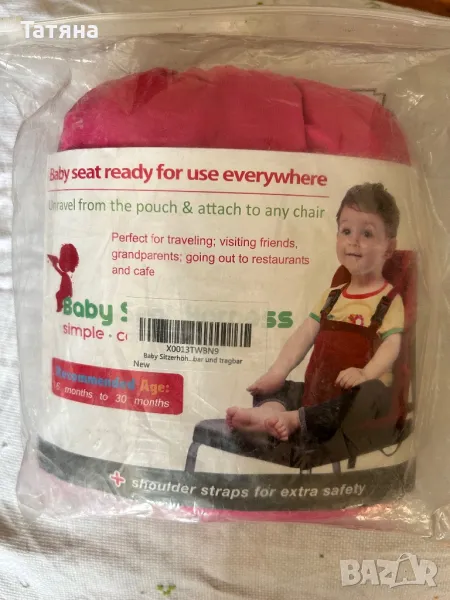 Татяна
Baby seat ready for use everywhere
Unravel from the pouch & attach to any chair
Perfect for traveling; visiting friends,
grandparents; going out to restaurants
and cafe
Baby
ss
simple ·
X0013TWBN9
Baby Sitzerhöh...bar und tragbar
New
Recommended Age:
6 months to 30 months
+ shoulder straps for extra safety
BAZAR